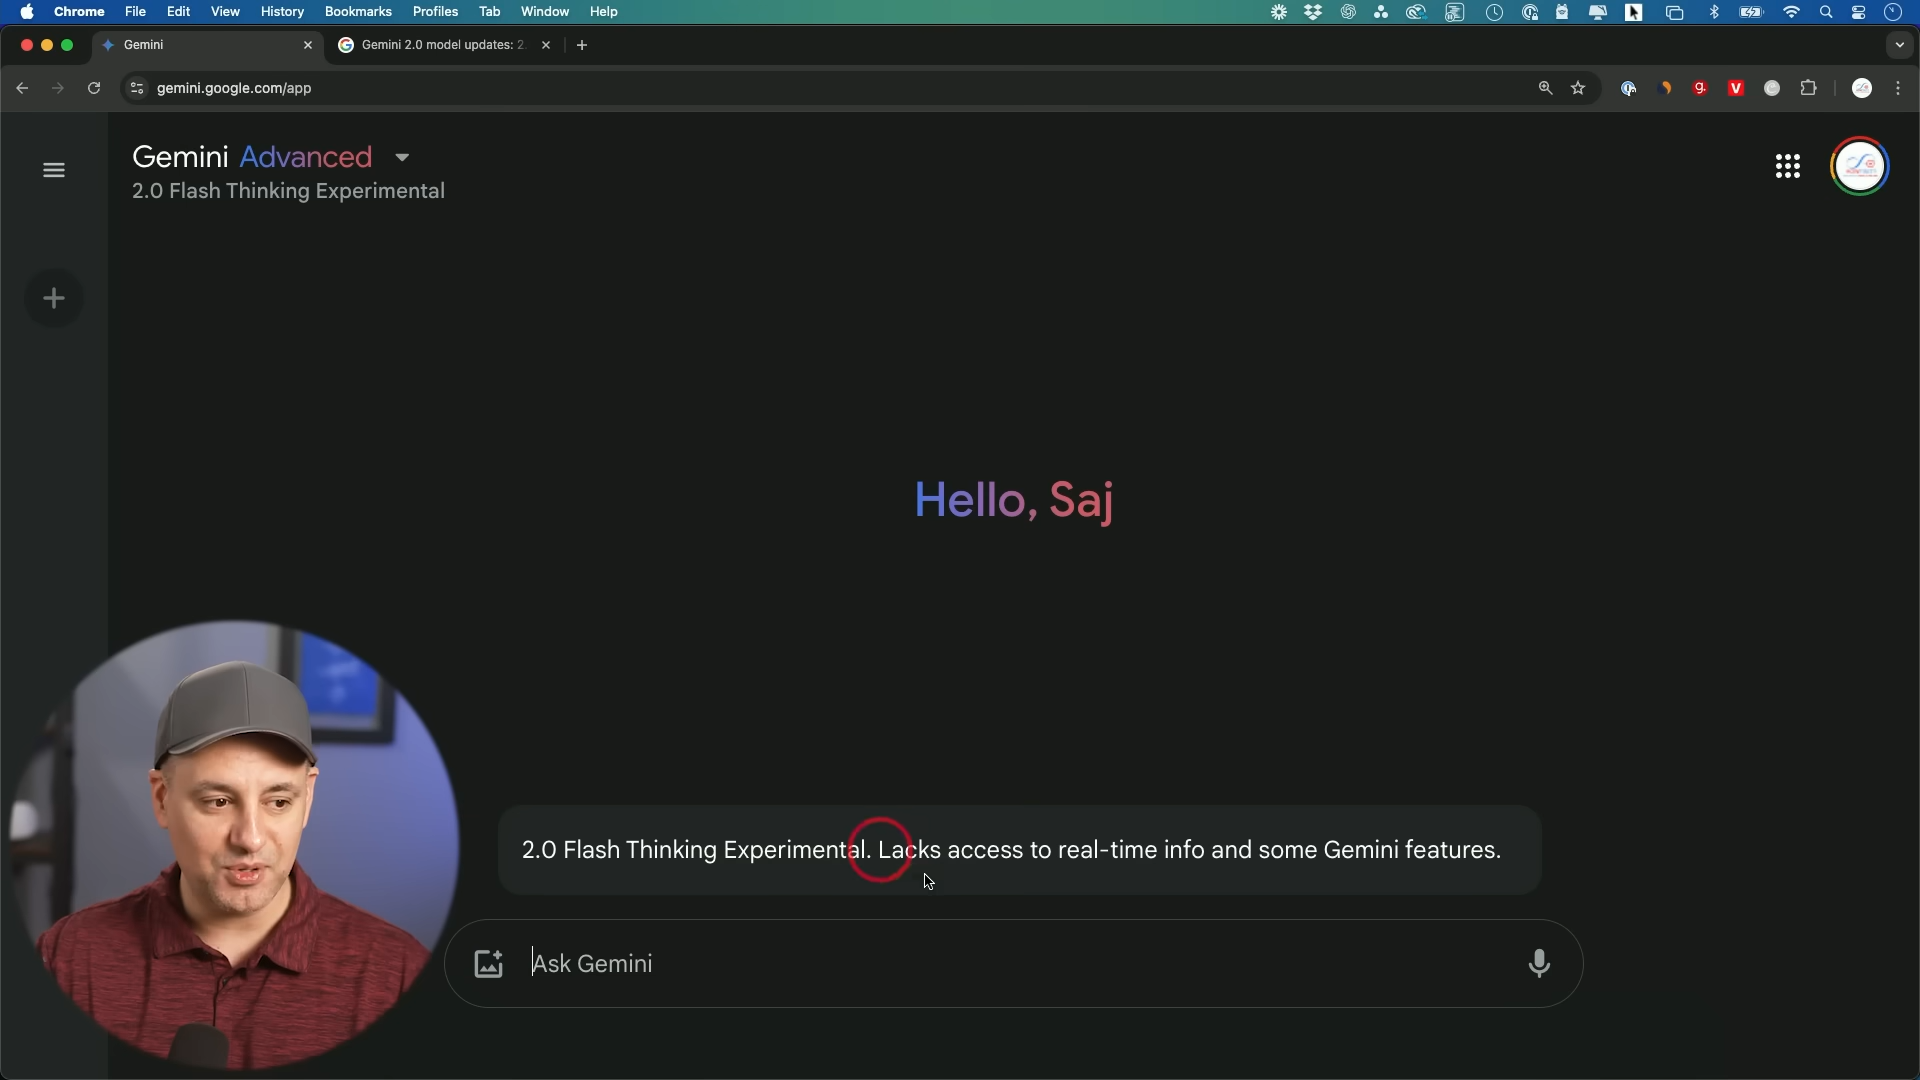 Chrome File Edit View History Bookmarks Profiles Tab Window Help
Gemini
Gemini 2.0 model updates: 2.
gemini.google.com/app
Gemini Advanced
2.0 Flash Thinking Experimental
Hello, Saj
2.0 Flash Thinking Experimental. Lacks access to real-time info and some Gemini features.
Ask Gemini